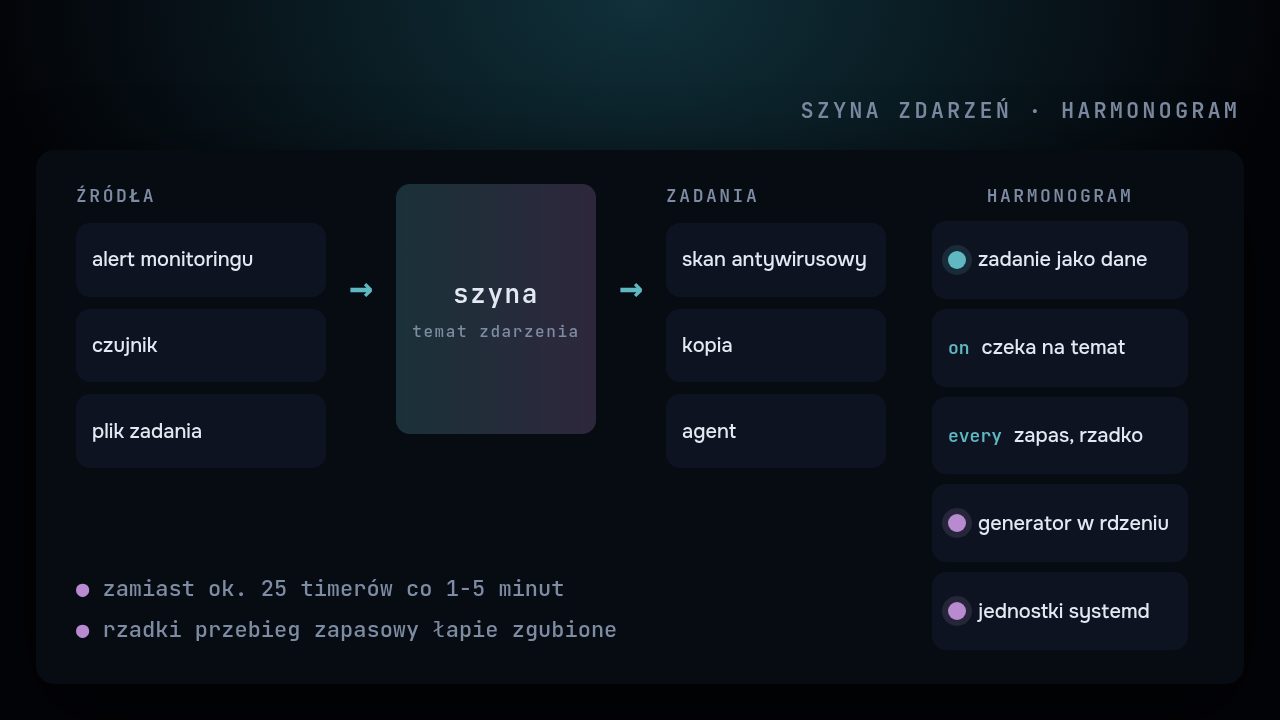 SZYNA ZDARZEŃ · HARMONOGRAM
ŹRÓDŁA
alert monitoringu
czujnik
plik zadania
→
szyna
temat zdarzenia
→
ZADANIA
skan antywirusowy
kopia
agent
HARMONOGRAM
zadanie jako dane
on czeka na temat
every zapas, rzadko
generator w rdzeniu
jednostki systemd
zamiast ok. 25 timerów co 1-5 minut
rzadki przebieg zapasowy łapie zgubione